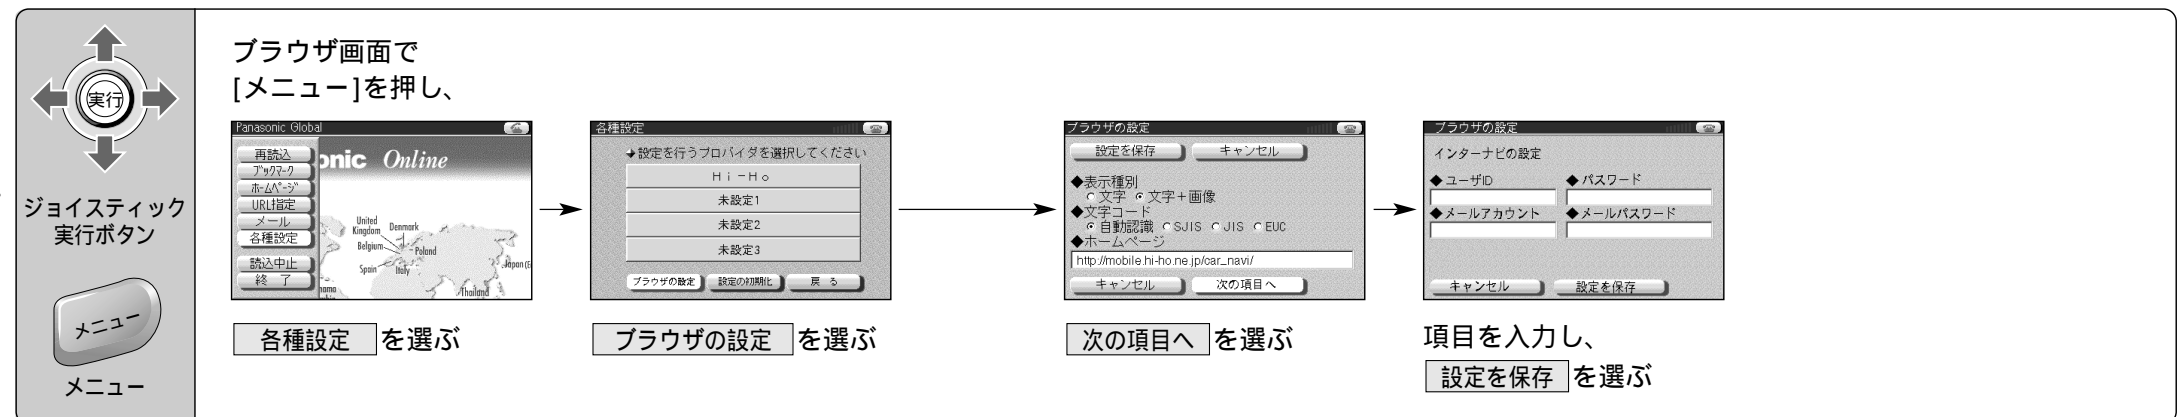 実行
ジョイスティック
実行ボタン
メニュー
メニュー
ブラウザ画面で
[メニュー]を押し、
Panasonic Global
再読込
ブックマーク
ホームページ
URL指定
メール
各種設定
読込中止
終 了
onic Online
United
Kingdom
Denmark
Belgium
Poland
Spain
Italy
Japan (E
Thailand
nama
各種設定 を選ぶ
各種設定
設定を行うプロバイダを選択してください
Hi-Ho
未設定1
未設定2
未設定3
ブラウザの設定 設定の初期化 戻 る
ブラウザの設定 を選ぶ
ブラウザの設定
設定を保存 キャンセル
◆表示種別
文字 文字+画像
◆文字コード
自動認識 SJIS JIS EUC
◆ホームページ
http://mobile.hi-ho.ne.jp/car_navi/
キャンセル 次の項目へ
次の項目へ を選ぶ
ブラウザの設定
インターナビの設定
◆ユーザID ◆パスワード
◆メールアカウント ◆メールパスワード
キャンセル 設定を保存
項目を入力し、
設定を保存 を選ぶ